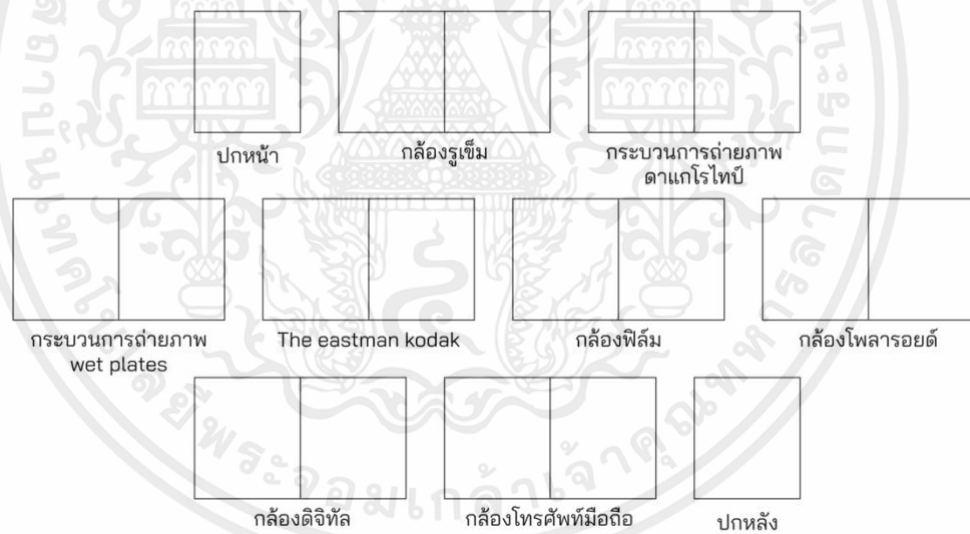 ปกหน้า
กล้องรูเข็ม
กระบวนการถ่ายภาพ
ดาแกโรไทป์
กระบวนการถ่ายภาพ
wet plates
The eastman kodak
กล้องฟิล์ม
กล้องโพลารอยด์
กล้องดิจิทัล
กล้องโทรศัพท์มือถือ
ปกหลัง